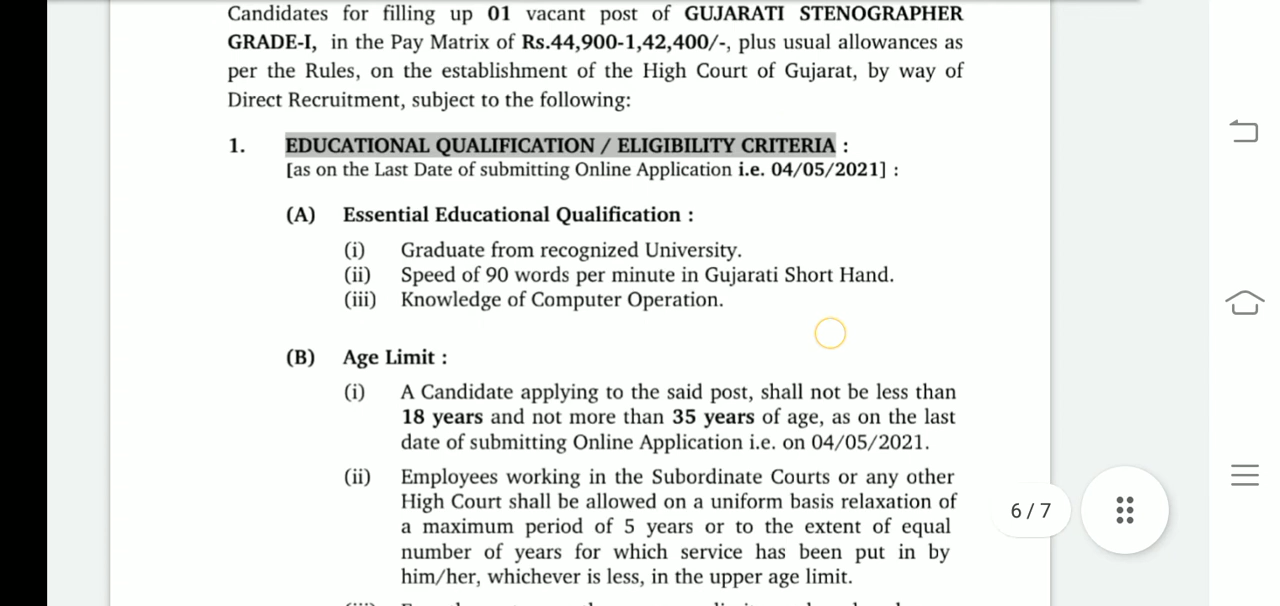 Candidates for filling up 01 vacant post of GUJARATI STENOGRAPHER
GRADE-I, in the Pay Matrix of Rs.44,900-1,42,400/-, plus usual allowances as
per the Rules, on the establishment of the High Court of Gujarat, by way of
Direct Recruitment, subject to the following:
1. EDUCATIONAL QUALIFICATION / ELIGIBILITY CRITERIA :
[as on the Last Date of submitting Online Application i.e. 04/05/2021] :
(A) Essential Educational Qualification :
(i) Graduate from recognized University.
(ii) Speed of 90 words per minute in Gujarati Short Hand.
(iii) Knowledge of Computer Operation.
(B) Age Limit :
(i) A Candidate applying to the said post, shall not be less than
18 years and not more than 35 years of age, as on the last
date of submitting Online Application i.e. on 04/05/2021.
(ii) Employees working in the Subordinate Courts or any other
High Court shall be allowed on a uniform basis relaxation of
a maximum period of 5 years or to the extent of equal
number of years for which service has been put in by
him/her, whichever is less, in the upper age limit.
6 / 7